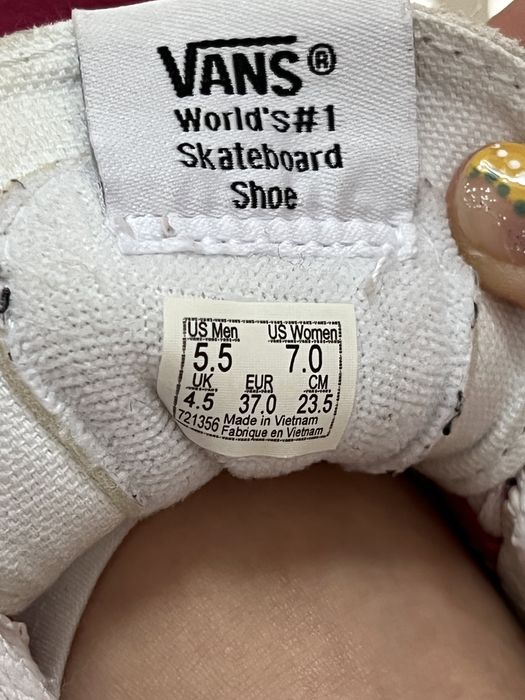 VANS®
World's#1
Skateboard
Shoe
US Men US Women
5.5 7.0
UK EUR CM
4.5 37.0 23.5
721356 Made in Vietnam
Fabrique en Vietnam